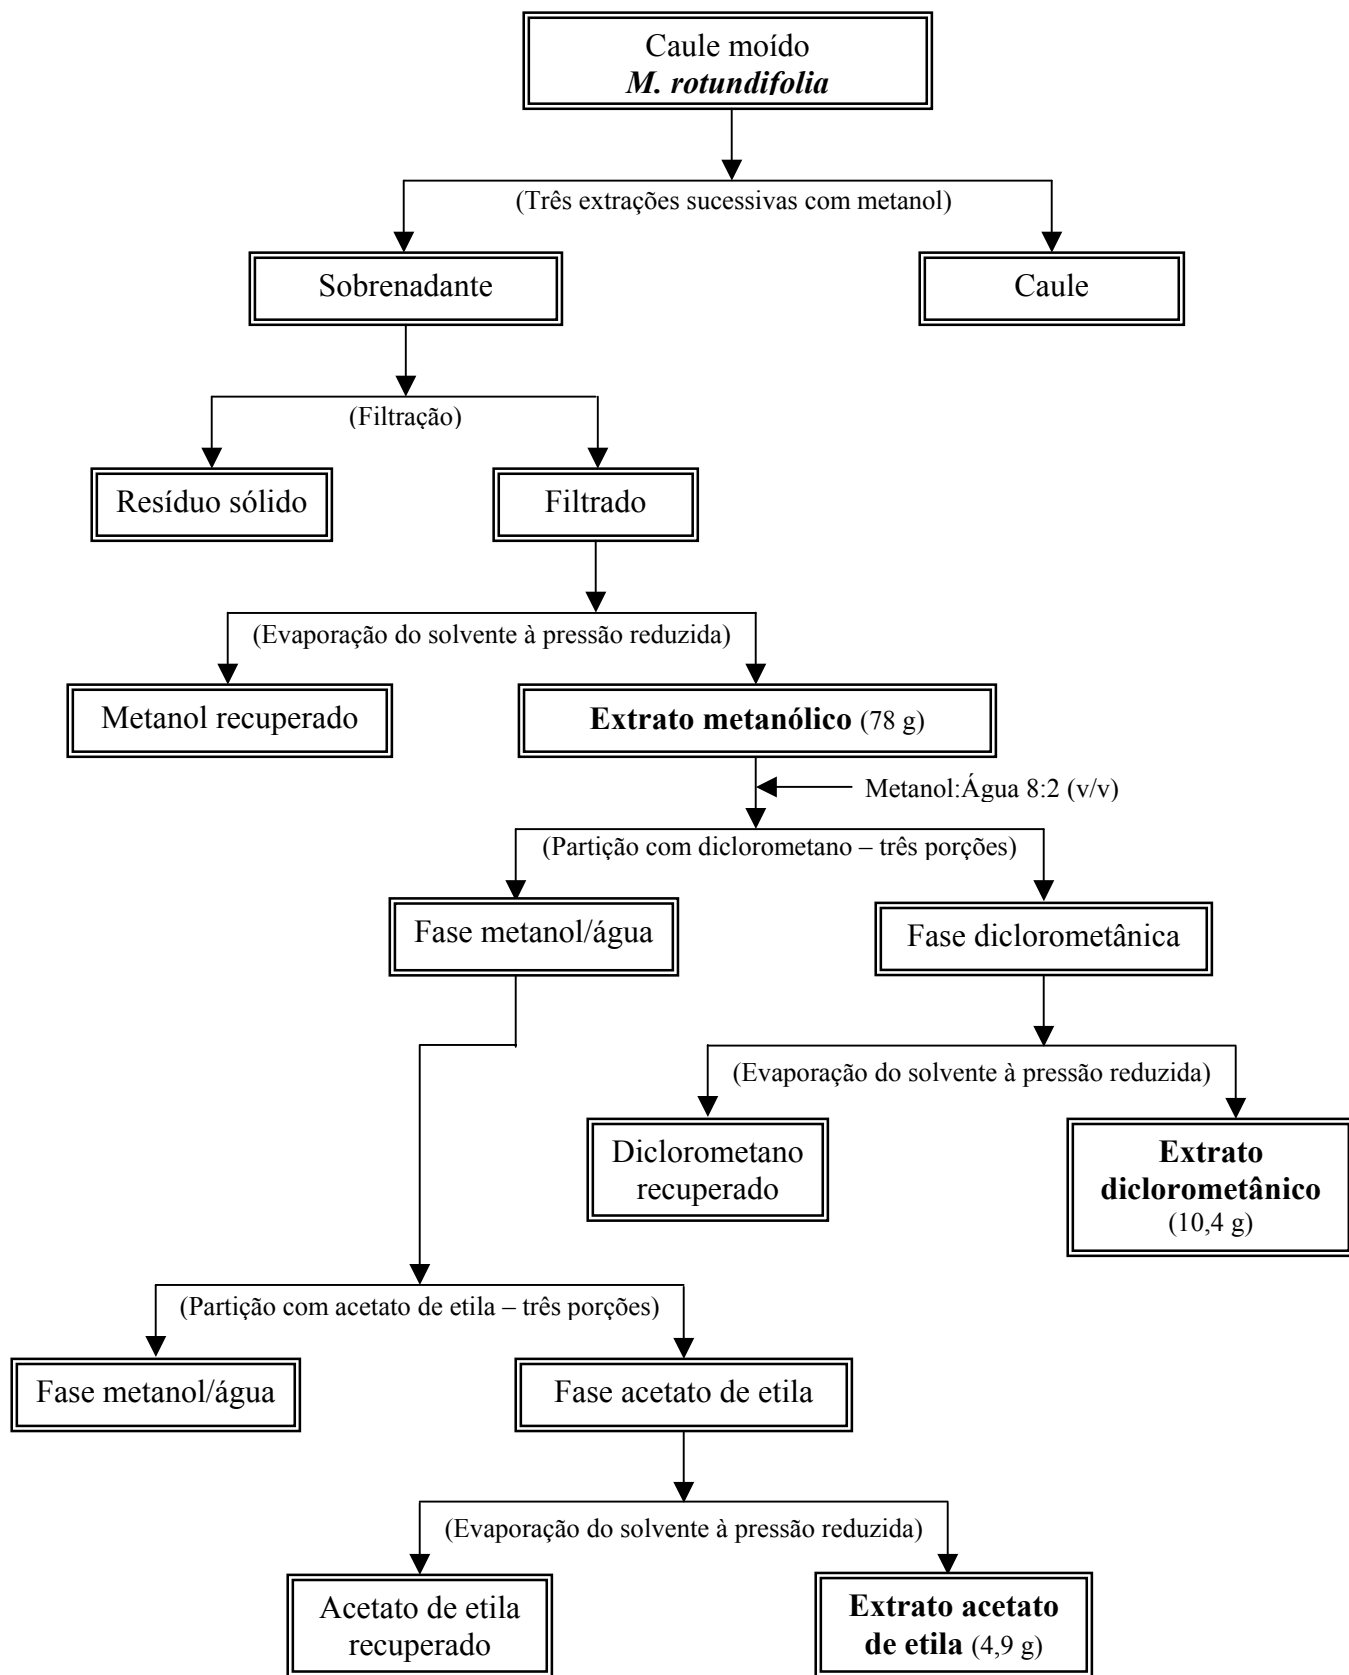 Caule moído
M. rotundifolia
(Três extrações sucessivas com metanol)
Sobrenadante
Caule
(Filtração)
Resíduo sólido
Filtrado
(Evaporação do solvente à pressão reduzida)
Metanol recuperado
Extrato metanólico (78 g)
Metanol:Água 8:2 (v/v)
(Partição com diclorometano – três porções)
Fase metanol/água
Fase diclorometânica
(Evaporação do solvente à pressão reduzida)
Diclorometano
recuperado
Extrato
diclorometânico
(10,4 g)
(Partição com acetato de etila – três porções)
Fase metanol/água
Fase acetato de etila
(Evaporação do solvente à pressão reduzida)
Acetato de etila
recuperado
Extrato acetato
de etila (4,9 g)